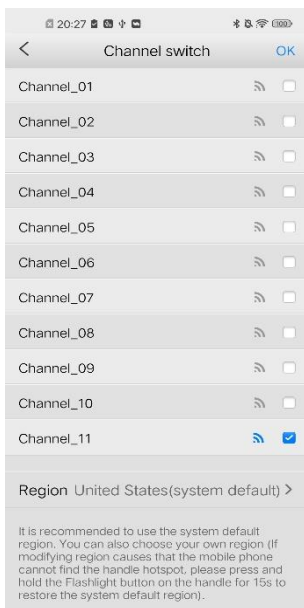 20:27
Channel switch OK
Channel_01
Channel_02
Channel_03
Channel_04
Channel_05
Channel_06
Channel_07
Channel_08
Channel_09
Channel_10
Channel_11
Region United States(system default)
It is recommended to use the system default
region. You can also choose your own region (If
modifying region causes that the mobile phone
cannot find the handle hotspot, please press and
hold the Flashlight button on the handle for 15s to
restore the system default region).